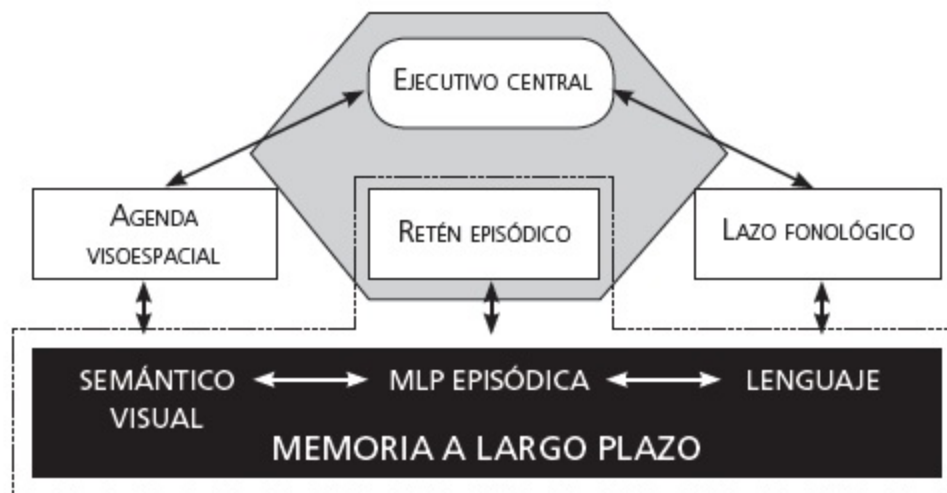 EJECUTIVO CENTRAL
AGENDA
VISOESPACIAL
RETÉN EPISÓDICO
LAZO FONOLÓGICO
SEMÁNTICO
VISUAL
MLP EPISÓDICA
LENGUAJE
MEMORIA A LARGO PLAZO